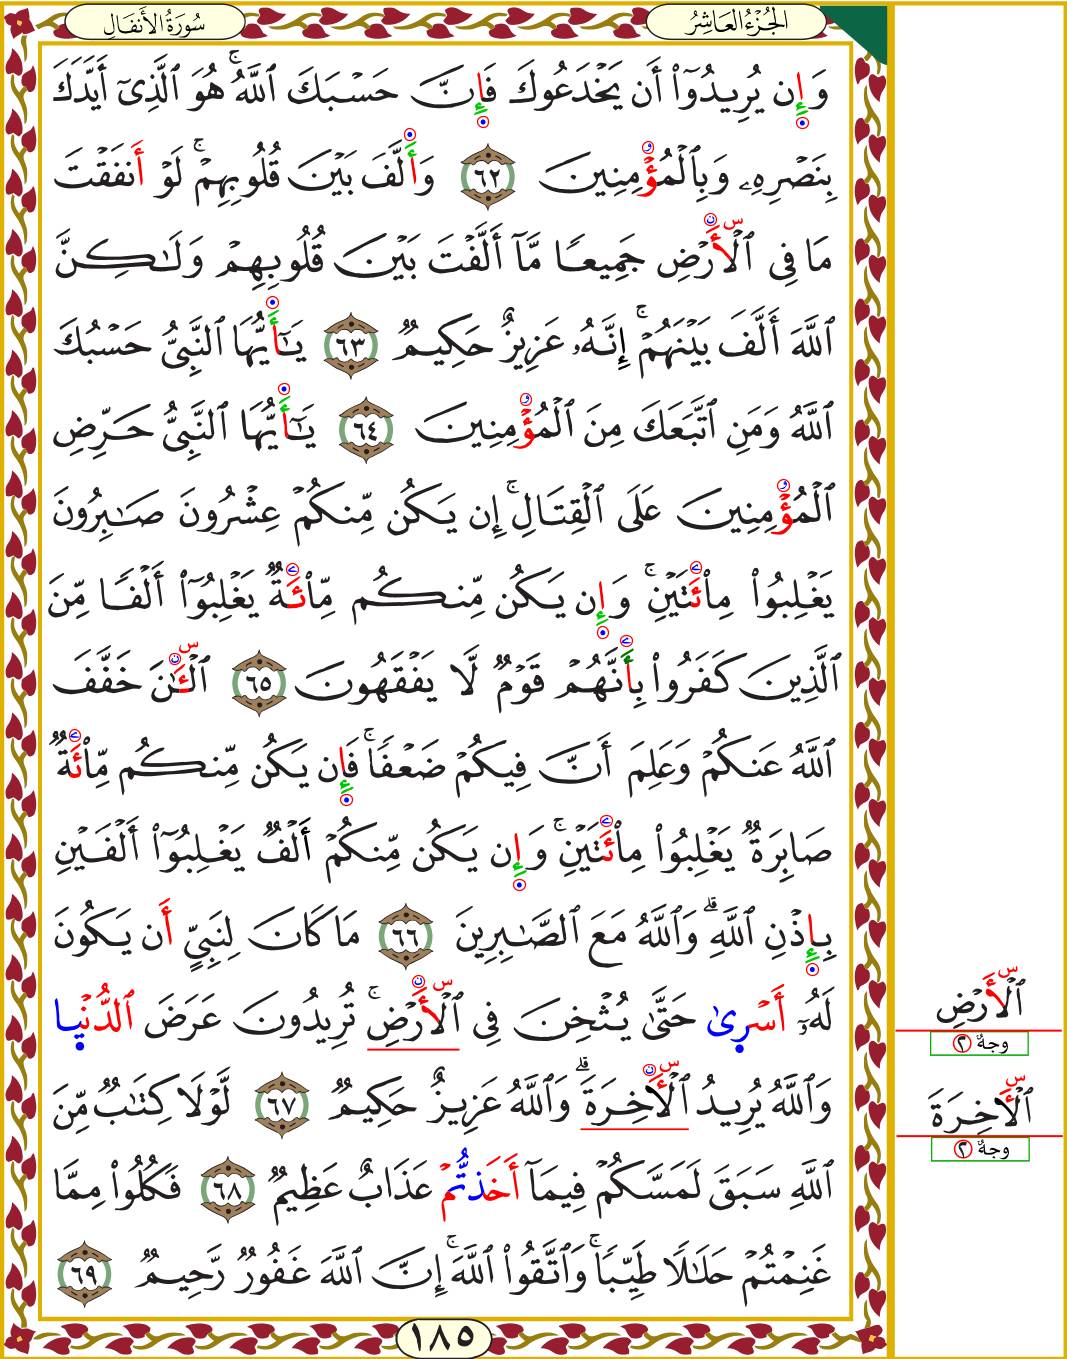 الجُزْءُ العَاشِرُ
سُورَةُ الأَنفَالِ
وَإِن يُرِيدُوٓا۟ أَن يَخْدَعُوكَ فَإِنَّ حَسْبَكَ ٱللَّهُ ۚ هُوَ ٱلَّذِىٓ أَيَّدَكَ
بِنَصْرِهِۦ وَبِٱلْمُؤْمِنِينَ ٦٢ وَأَلَّفَ بَيْنَ قُلُوبِهِمْ ۚ لَوْ أَنفَقْتَ
مَا فِى ٱلْأَرْضِ جَمِيعًا مَّآ أَلَّفْتَ بَيْنَ قُلُوبِهِمْ وَلَـٰكِنَّ
ٱللَّهَ أَلَّفَ بَيْنَهُمْ ۚ إِنَّهُۥ عَزِيزٌ حَكِيمٌ ٦٣ يَـٰٓأَيُّهَا ٱلنَّبِىُّ حَسْبُكَ
ٱللَّهُ وَمَنِ ٱتَّبَعَكَ مِنَ ٱلْمُؤْمِنِينَ ٦٤ يَـٰٓأَيُّهَا ٱلنَّبِىُّ حَرِّضِ
ٱلْمُؤْمِنِينَ عَلَى ٱلْقِتَالِ ۚ إِن يَكُن مِّنكُمْ عِشْرُونَ صَـٰبِرُونَ
يَغْلِبُوا۟ مِا۟ئَتَيْنِ ۚ وَإِن يَكُن مِّنكُم مِّا۟ئَةٌ يَغْلِبُوٓا۟ أَلْفًا مِّنَ
ٱلَّذِينَ كَفَرُوا۟ بِأَنَّهُمْ قَوْمٌ لَّا يَفْقَهُونَ ٦٥ ٱلْـَٔـٰنَ خَفَّفَ
ٱللَّهُ عَنكُمْ وَعَلِمَ أَنَّ فِيكُمْ ضَعْفًا ۚ فَإِن يَكُن مِّنكُم مِّا۟ئَةٌ
صَابِرَةٌ يَغْلِبُوا۟ مِا۟ئَتَيْنِ ۚ وَإِن يَكُن مِّنكُمْ أَلْفٌ يَغْلِبُوٓا۟ أَلْفَيْنِ
بِإِذْنِ ٱللَّهِ ۗ وَٱللَّهُ مَعَ ٱلصَّـٰبِرِينَ ٦٦ مَا كَانَ لِنَبِىٍّ أَن يَكُونَ
لَهُۥٓ أَسْرَىٰ حَتَّىٰ يُثْخِنَ فِى ٱلْأَرْضِ ۚ تُرِيدُونَ عَرَضَ ٱلدُّنْيَا
وَٱللَّهُ يُرِيدُ ٱلْـَٔاخِرَةَ ۗ وَٱللَّهُ عَزِيزٌ حَكِيمٌ ٦٧ لَّوْلَا كِتَـٰبٌ مِّنَ
ٱللَّهِ سَبَقَ لَمَسَّكُمْ فِيمَآ أَخَذتُّمْ عَذَابٌ عَظِيمٌ ٦٨ فَكُلُوا۟ مِمَّا
غَنِمْتُمْ حَلَـٰلًا طَيِّبًا ۚ وَٱتَّقُوا۟ ٱللَّهَ ۚ إِنَّ ٱللَّهَ غَفُورٌ رَّحِيمٌ ٦٩
١٨٥
ٱلْأَرْضِ
وجهٌ ٢
ٱلْـَٔاخِرَةَ
وجهٌ ٢